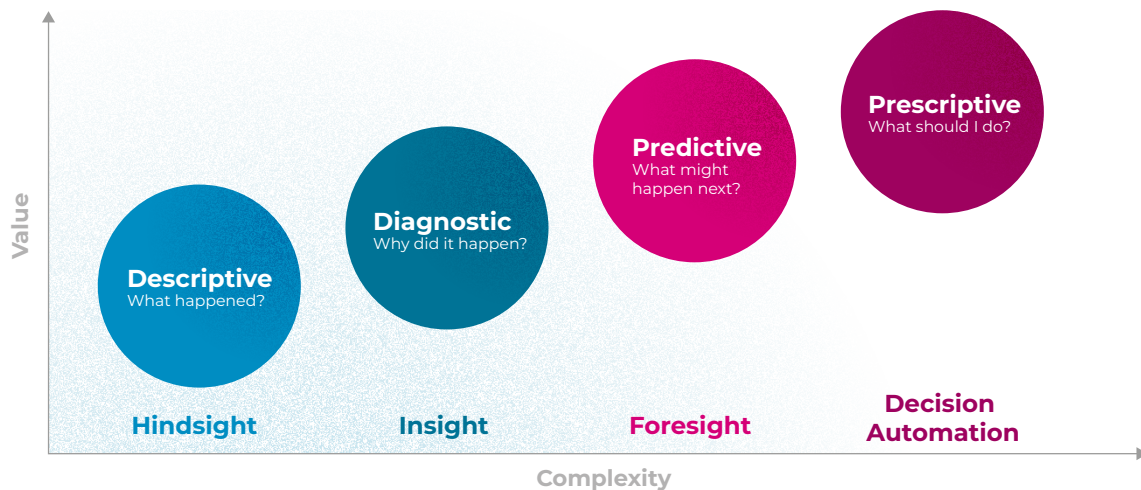 Value
Descriptive
What happened?
Diagnostic
Why did it happen?
Predictive
What might
happen next?
Prescriptive
What should I do?
Hindsight
Insight
Foresight
Decision
Automation
Complexity